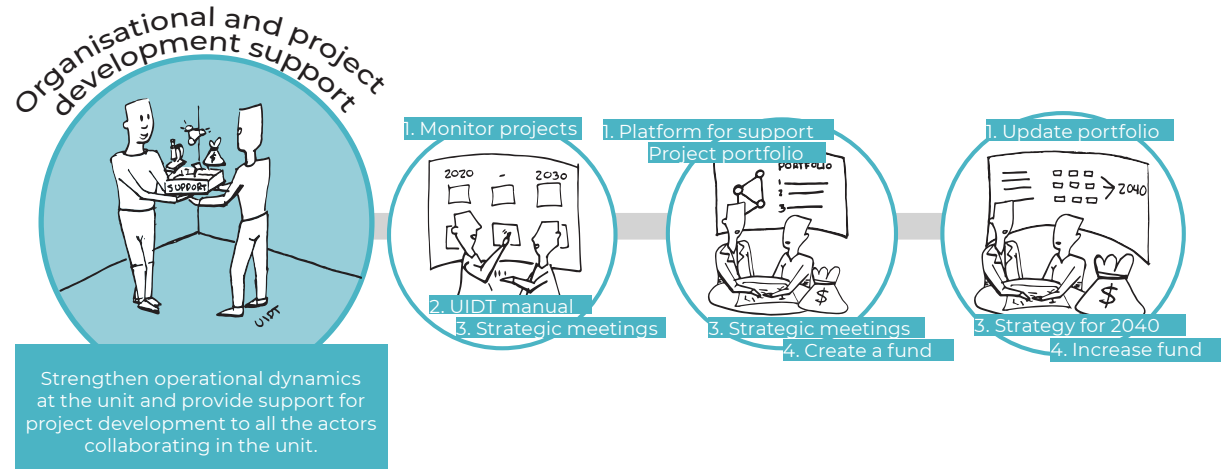 Organisational and project
development support
SUPPORT
UIDT
Strengthen operational dynamics
at the unit and provide support for
project development to all the actors
collaborating in the unit.
1. Monitor projects
2020 - 2030
2. UIDT manual
3. Strategic meetings
1. Platform for support
Project portfolio
PORTFOLIO
1
2
3
$
3. Strategic meetings
4. Create a fund
1. Update portfolio
2040
$
3. Strategy for 2040
4. Increase fund